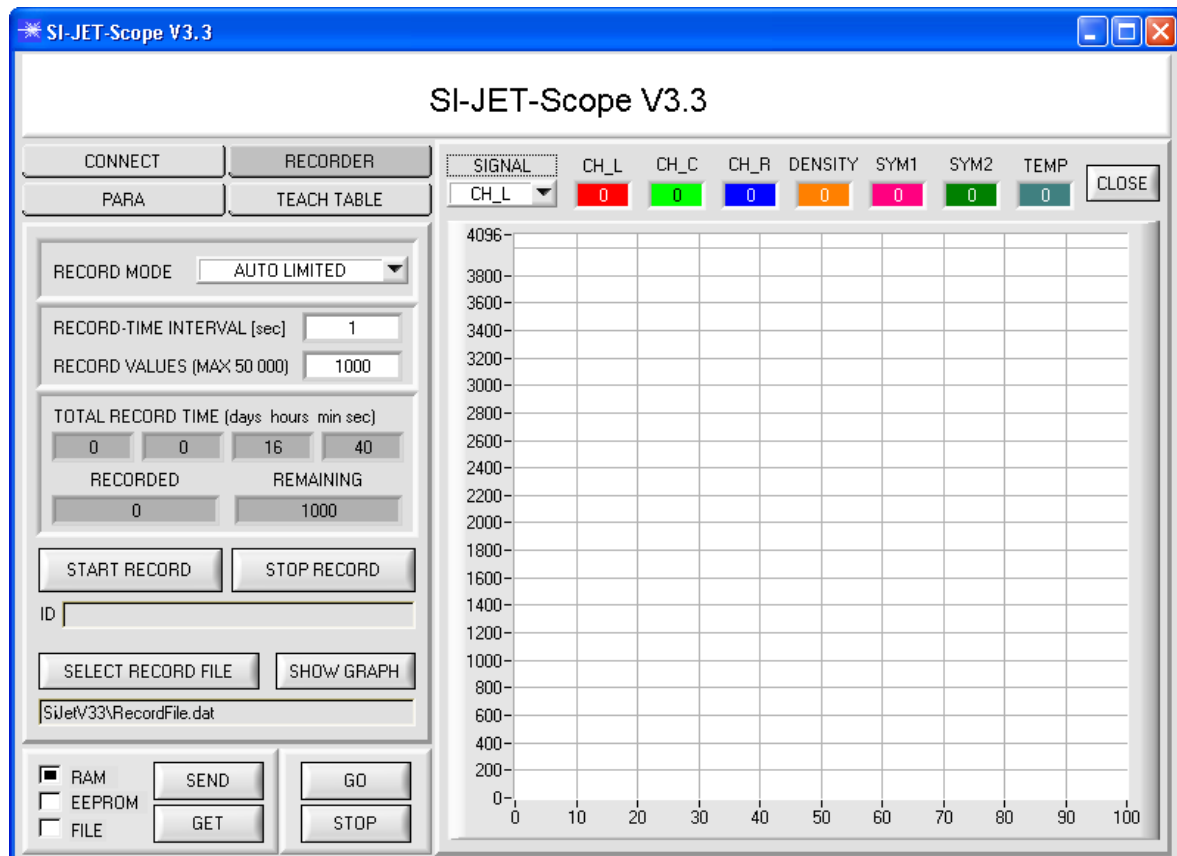 SI-JET-Scope V3.3
SI-JET-Scope V3.3
CONNECT
RECORDER
PARA
TEACH TABLE
RECORD MODE
AUTO LIMITED
RECORD-TIME INTERVAL [sec]
1
RECORD VALUES (MAX 50 000)
1000
TOTAL RECORD TIME (days hours min sec)
0 0 16 40
RECORDED REMAINING
0 1000
START RECORD
STOP RECORD
ID
SELECT RECORD FILE
SHOW GRAPH
SiJetV33\RecordFile.dat
RAM
EEPROM
FILE
SEND
GET
GO
STOP
SIGNAL CH_L CH_C CH_R DENSITY SYM1 SYM2 TEMP
CH_L 0 0 0 0 0 0 0
CLOSE
4096
3800
3600
3400
3200
3000
2800
2600
2400
2200
2000
1800
1600
1400
1200
1000
800
600
400
200
0
0 10 20 30 40 50 60 70 80 90 100